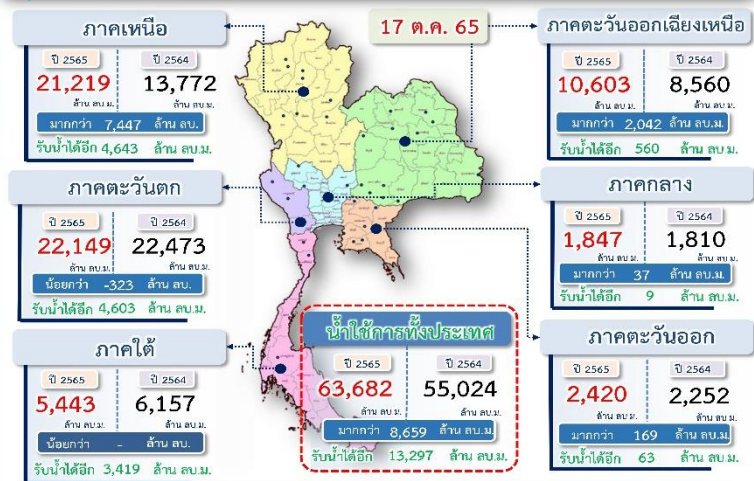 ภาคเหนือ
ปี 2565 ปี 2564
21,219 13,772
ล้าน ลบ.ม. ล้าน ลบ.ม.
มากกว่า 7,447 ล้าน ลบ.
รับน้ำได้อีก 4,643 ล้าน ลบ.ม.
17 ต.ค. 65
ภาคตะวันออกเฉียงเหนือ
ปี 2565 ปี 2564
10,603 8,560
ล้าน ลบ.ม. ล้าน ลบ.ม.
มากกว่า 2,042 ล้าน ลบ.ม.
รับน้ำได้อีก 560 ล้าน ลบ.ม.
ภาคตะวันตก
ปี 2565 ปี 2564
22,149 22,473
ล้าน ลบ.ม. ล้าน ลบ.ม.
น้อยกว่า -323 ล้าน ลบ.ม.
รับน้ำได้อีก 4,603 ล้าน ลบ.ม.
ภาคกลาง
ปี 2565 ปี 2564
1,847 1,810
ล้าน ลบ.ม. ล้าน ลบ.ม.
มากกว่า 37 ล้าน ลบ.ม.
รับน้ำได้อีก 9 ล้าน ลบ.ม.
ภาคใต้
ปี 2565 ปี 2564
5,443 6,157
ล้าน ลบ.ม. ล้าน ลบ.ม.
น้อยกว่า - ล้าน ลบ.
รับน้ำได้อีก 3,419 ล้าน ลบ.ม.
น้ำใช้การทั้งประเทศ
ปี 2565 ปี 2564
63,682 55,024
ล้าน ลบ.ม. ล้าน ลบ.ม.
มากกว่า 8,659 ล้าน ลบ.ม.
รับน้ำได้อีก 13,297 ล้าน ลบ.ม.
ภาคตะวันออก
ปี 2565 ปี 2564
2,420 2,252
ล้าน ลบ.ม. ล้าน ลบ.ม.
มากกว่า 169 ล้าน ลบ.ม.
รับน้ำได้อีก 63 ล้าน ลบ.ม.